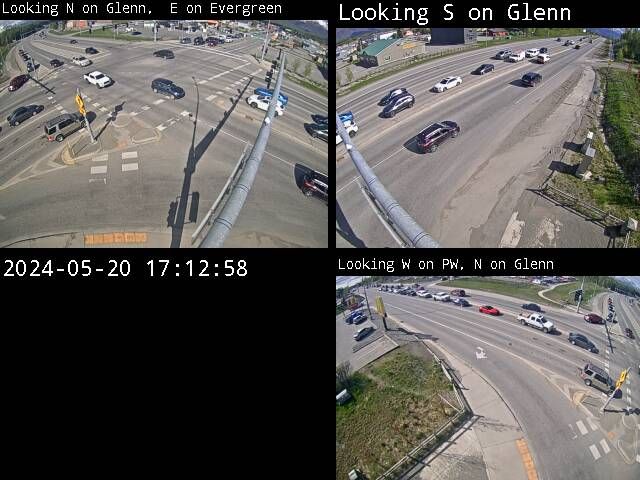 Looking N on Glenn,  E on Evergreen
Looking S on Glenn
2024-05-20 17:12:58
Looking W on PW, N on Glenn